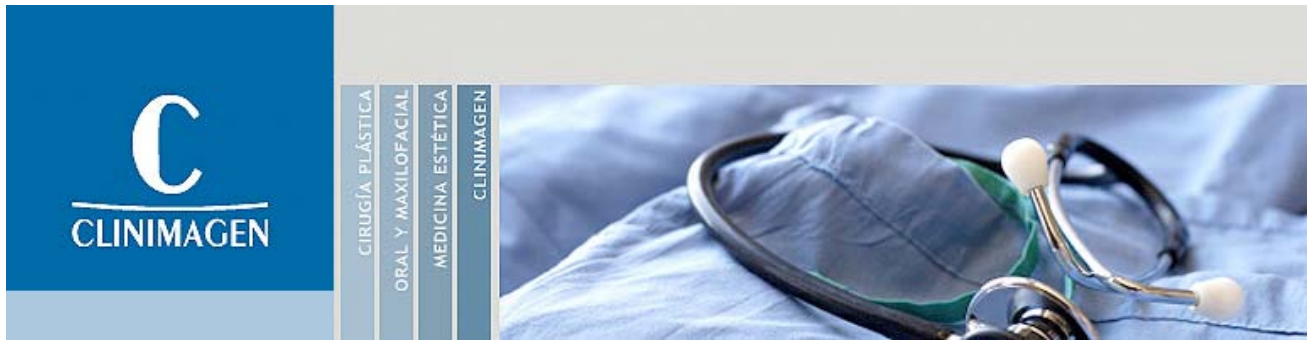 C
CLINIMAGEN
CIRUGÍA PLÁSTICA
ORAL Y MAXILOFACIAL
MEDICINA ESTÉTICA
CLINIMAGEN